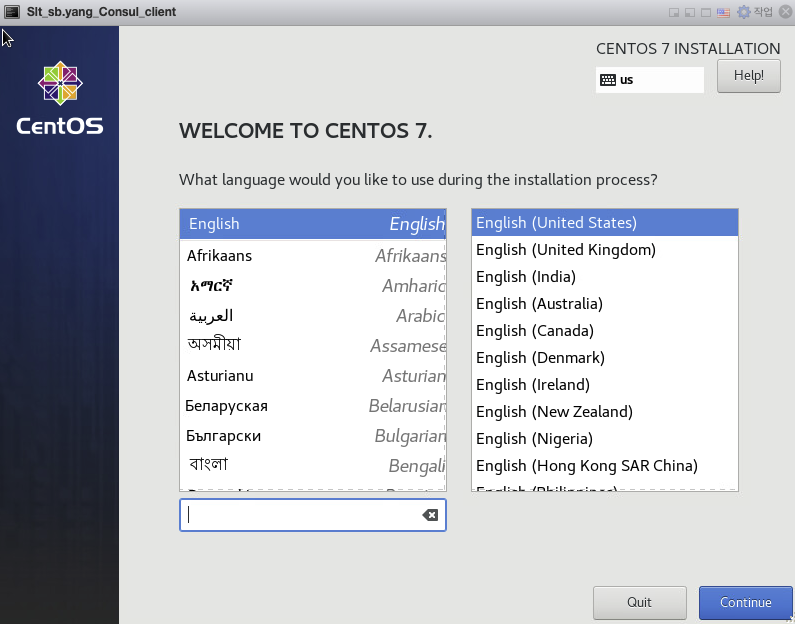 Slt_sb.yang_Consul_client
작업
CENTOS 7 INSTALLATION
us
Help!
CentOS
WELCOME TO CENTOS 7.
What language would you like to use during the installation process?
English English
Afrikaans Afrikaans
አማርኛ Amharic
العربية Arabic
অসমীয়া Assamese
Asturianu Asturian
Беларуская Belarusian
Български Bulgarian
বাংলা Bengali
English (United States)
English (United Kingdom)
English (India)
English (Australia)
English (Canada)
English (Denmark)
English (Ireland)
English (New Zealand)
English (Nigeria)
English (Hong Kong SAR China)
English (Philippines)
Quit
Continue